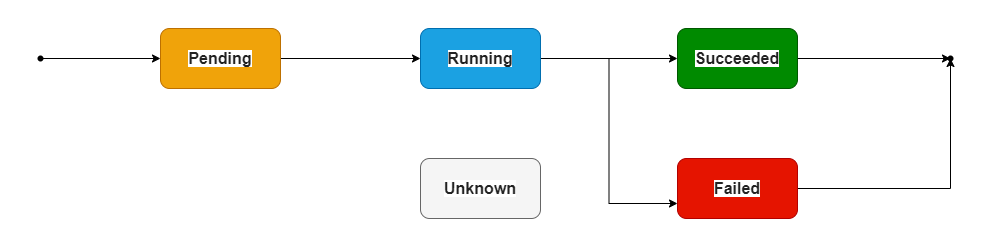 Pending
Running
Succeeded
Unknown
Failed